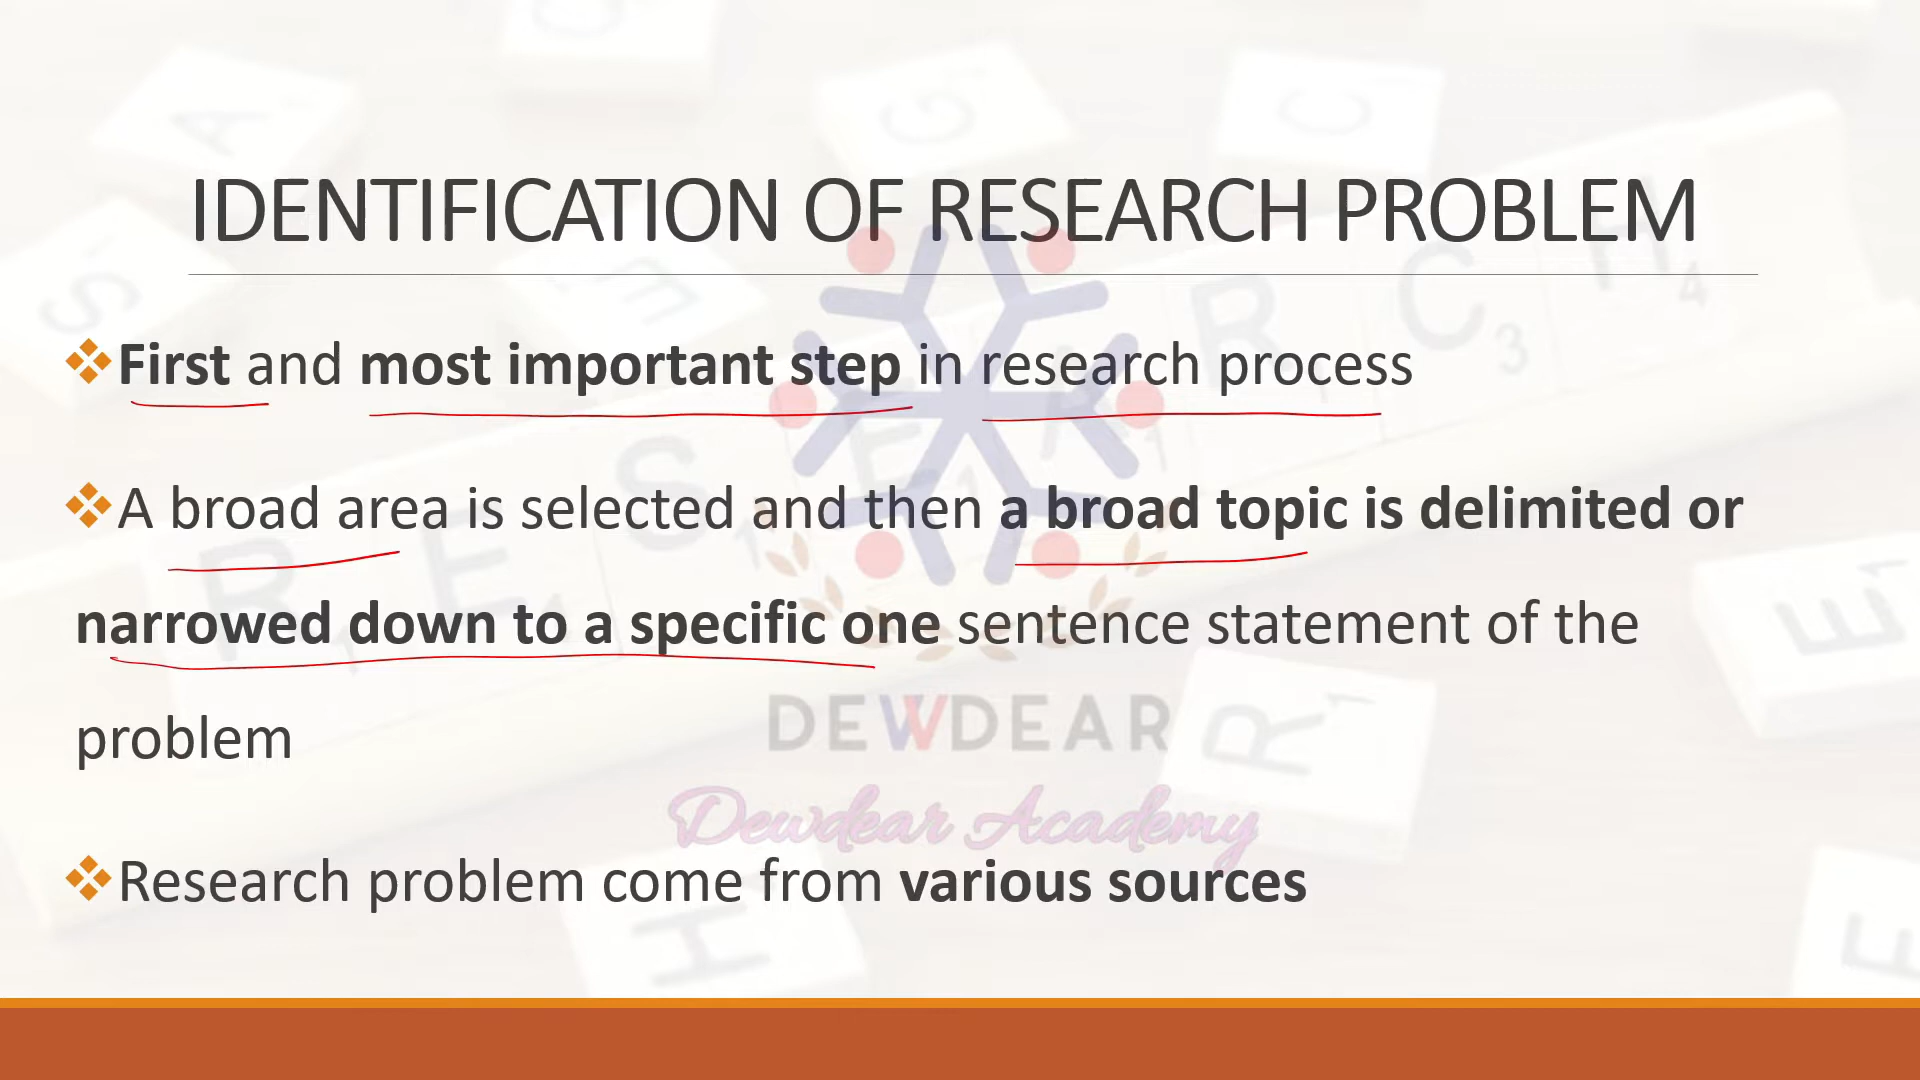 IDENTIFICATION OF RESEARCH PROBLEM
First and most important step in research process
A broad area is selected and then a broad topic is delimited or
narrowed down to a specific one sentence statement of the
problem
DEWDEAR
Dewdear Academy
Research problem come from various sources